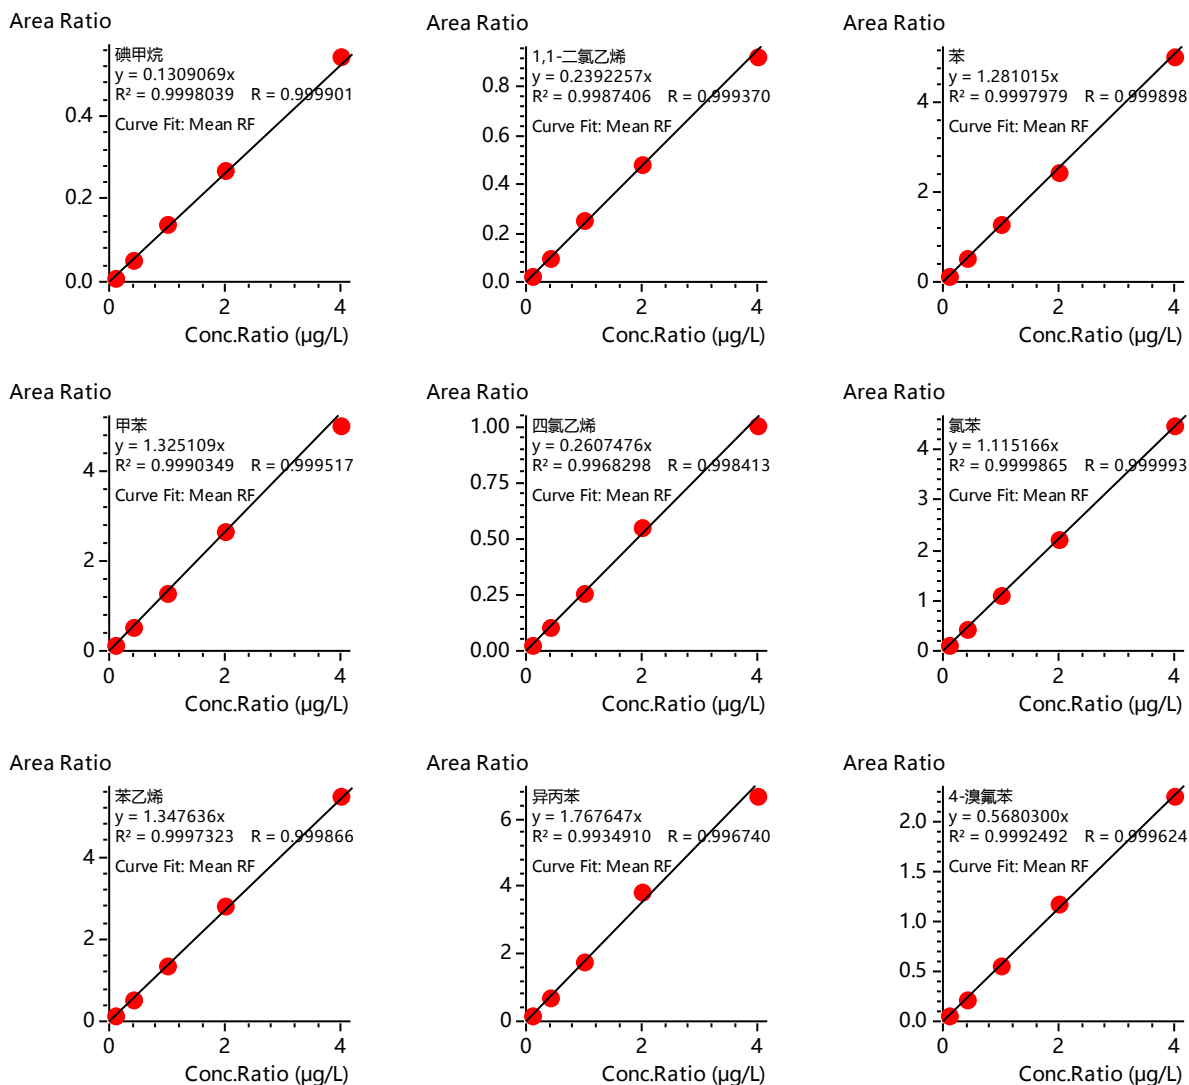 Area Ratio
碘甲烷
y = 0.1309069x
R² = 0.9998039 R = 0.999901
Curve Fit: Mean RF
0.4
0.2
0.0
0 2 4
Conc.Ratio (µg/L)
Area Ratio
1,1-二氯乙烯
y = 0.2392257x
R² = 0.9987406 R = 0.999370
Curve Fit: Mean RF
0.8
0.6
0.4
0.2
0.0
0 2 4
Conc.Ratio (µg/L)
Area Ratio
苯
y = 1.281015x
R² = 0.9997979 R = 0.999898
Curve Fit: Mean RF
4
2
0
0 2 4
Conc.Ratio (µg/L)
Area Ratio
甲苯
y = 1.325109x
R² = 0.9990349 R = 0.999517
Curve Fit: Mean RF
4
2
0
0 2 4
Conc.Ratio (µg/L)
Area Ratio
四氯乙烯
y = 0.2607476x
R² = 0.9968298 R = 0.998413
Curve Fit: Mean RF
1.00
0.75
0.50
0.25
0.00
0 2 4
Conc.Ratio (µg/L)
Area Ratio
氯苯
y = 1.115166x
R² = 0.9999865 R = 0.999993
Curve Fit: Mean RF
4
3
2
1
0
0 2 4
Conc.Ratio (µg/L)
Area Ratio
苯乙烯
y = 1.347636x
R² = 0.9997323 R = 0.999866
Curve Fit: Mean RF
4
2
0
0 2 4
Conc.Ratio (µg/L)
Area Ratio
异丙苯
y = 1.767647x
R² = 0.9934910 R = 0.996740
Curve Fit: Mean RF
6
4
2
0
0 2 4
Conc.Ratio (µg/L)
Area Ratio
4-溴氟苯
y = 0.5680300x
R² = 0.9992492 R = 0.999624
Curve Fit: Mean RF
2.0
1.5
1.0
0.5
0.0
0 2 4
Conc.Ratio (µg/L)